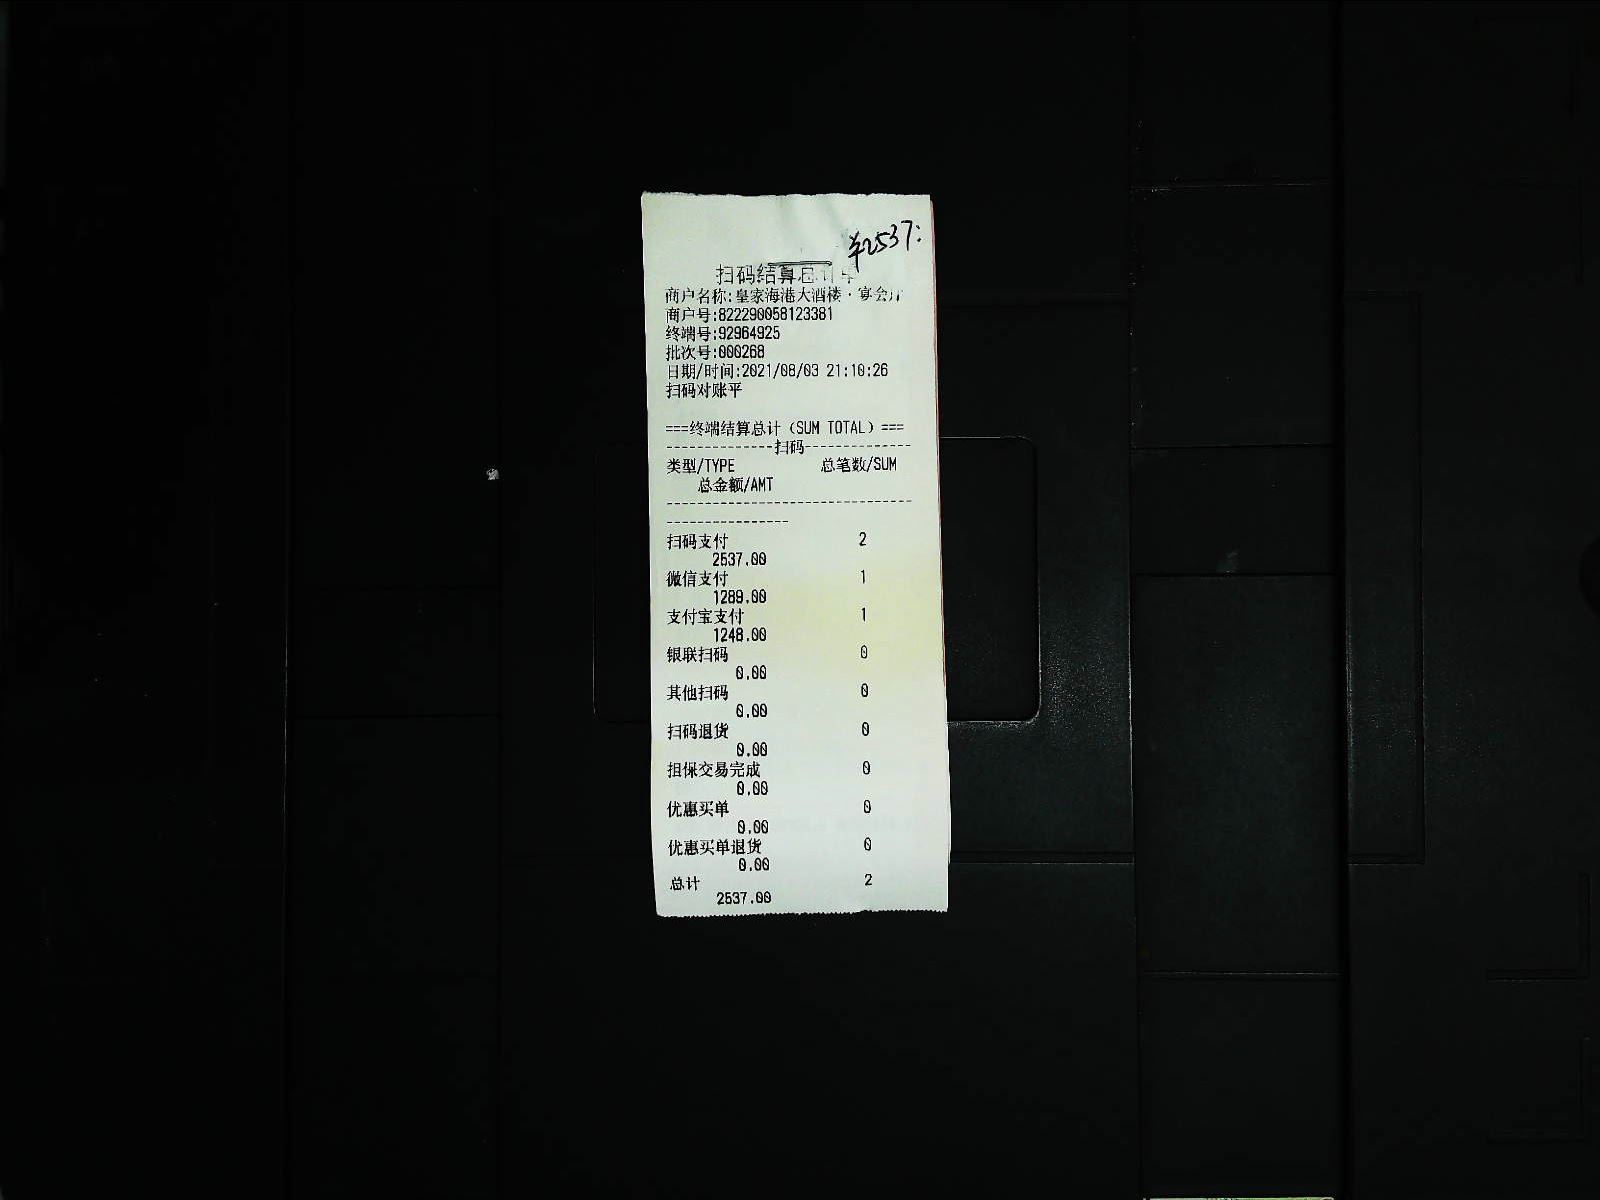 ¥2537:
扫码结算总计单
商户名称:皇家海港大酒楼·宴会厅
商户号:822290058123381
终端号:92964925
批次号:000268
日期/时间:2021/08/03 21:10:26
扫码对账平
===终端结算总计（SUM TOTAL）===
--------------扫码--------------
类型/TYPE 总笔数/SUM
总金额/AMT
--------------------------------
----------------
扫码支付 2
2537.00
微信支付 1
1289.00
支付宝支付 1
1248.00
银联扫码 0
0.00
其他扫码 0
0.00
扫码退货 0
0.00
担保交易完成 0
0.00
优惠买单 0
0.00
优惠买单退货 0
0.00
总计 2
2537.00